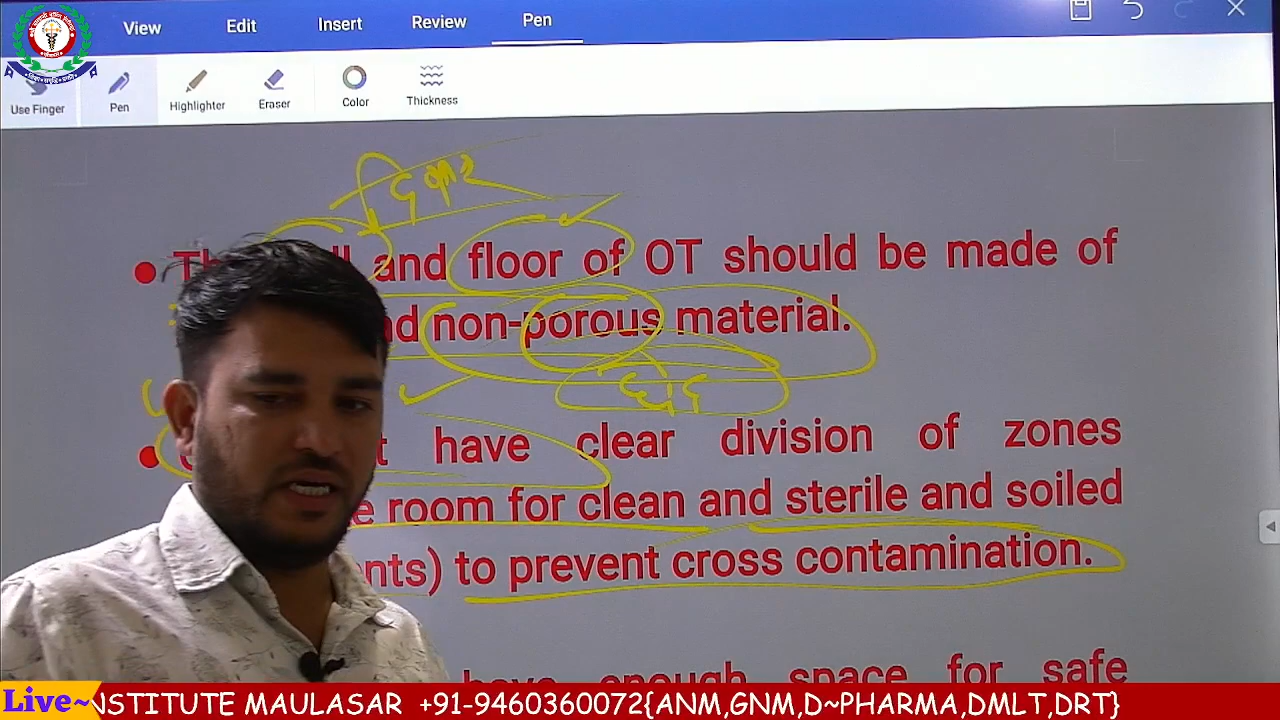 View Edit Insert Review Pen
Use Finger Pen Highlighter Eraser Color Thickness
and floor of OT should be made of
non-porous material.
have clear division of zones
room for clean and sterile and soiled
to prevent cross contamination.
have enough space for safe
Live~ NSTITUTE MAULASAR +91-9460360072{ANM,GNM,D~PHARMA,DMLT,DRT}